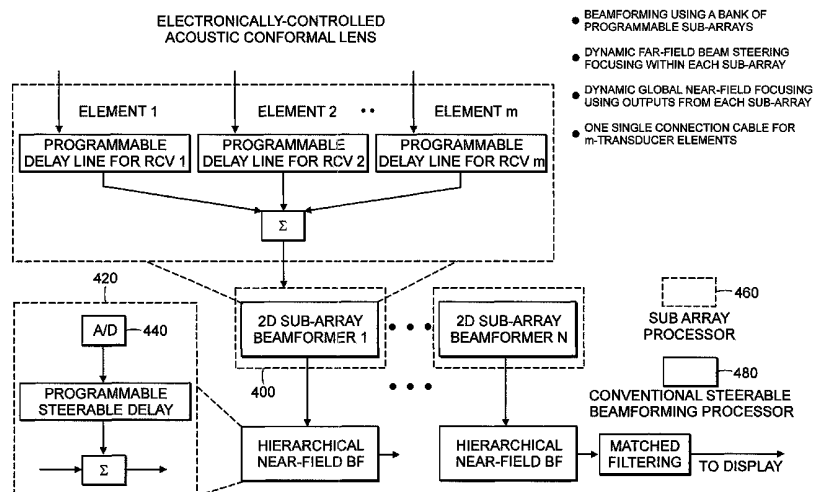 ELECTRONICALLY-CONTROLLED
ACOUSTIC CONFORMAL LENS
● BEAMFORMING USING A BANK OF
PROGRAMMABLE SUB-ARRAYS
● DYNAMIC FAR-FIELD BEAM STEERING
FOCUSING WITHIN EACH SUB-ARRAY
● DYNAMIC GLOBAL NEAR-FIELD FOCUSING
USING OUTPUTS FROM EACH SUB-ARRAY
● ONE SINGLE CONNECTION CABLE FOR
m-TRANSDUCER ELEMENTS
ELEMENT 1
ELEMENT 2
ELEMENT m
PROGRAMMABLE
DELAY LINE FOR RCV 1
PROGRAMMABLE
DELAY LINE FOR RCV 2
PROGRAMMABLE
DELAY LINE FOR RCV m
Σ
420
A/D
440
PROGRAMMABLE
STEERABLE DELAY
Σ
2D SUB-ARRAY
BEAMFORMER 1
400
2D SUB-ARRAY
BEAMFORMER N
460
SUB ARRAY
PROCESSOR
480
CONVENTIONAL STEERABLE
BEAMFORMING PROCESSOR
HIERARCHICAL
NEAR-FIELD BF
HIERARCHICAL
NEAR-FIELD BF
MATCHED
FILTERING
TO DISPLAY